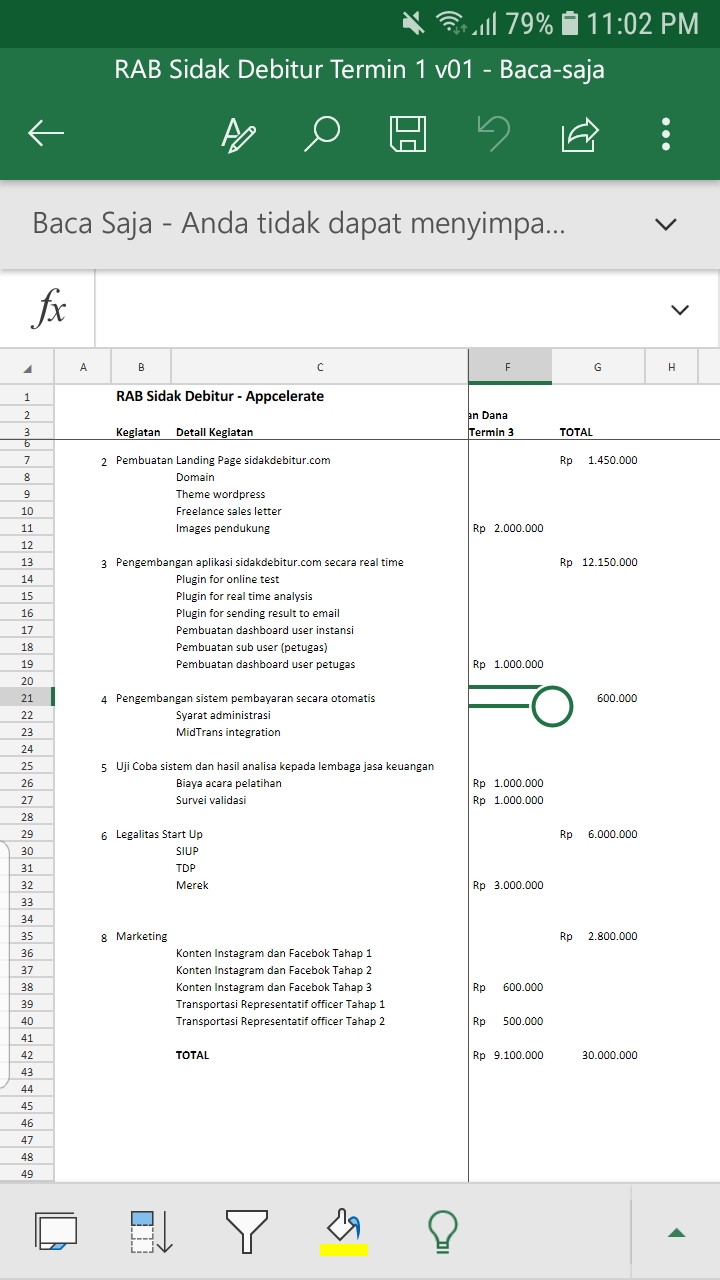 79% 11:02 PM
RAB Sidak Debitur Termin 1 v01 - Baca-saja
Baca Saja - Anda tidak dapat menyimpa...
fx
A B C F G H
1 RAB Sidak Debitur - Appcelerate
2 an Dana
3 Kegiatan Detail Kegiatan Termin 3 TOTAL
6
7 2 Pembuatan Landing Page sidakdebitur.com Rp 1.450.000
8 Domain
9 Theme wordpress
10 Freelance sales letter
11 Images pendukung Rp 2.000.000
12
13 3 Pengembangan aplikasi sidakdebitur.com secara real time Rp 12.150.000
14 Plugin for online test
15 Plugin for real time analysis
16 Plugin for sending result to email
17 Pembuatan dashboard user instansi
18 Pembuatan sub user (petugas)
19 Pembuatan dashboard user petugas Rp 1.000.000
20
21 4 Pengembangan sistem pembayaran secara otomatis 600.000
22 Syarat administrasi
23 MidTrans integration
24
25 5 Uji Coba sistem dan hasil analisa kepada lembaga jasa keuangan
26 Biaya acara pelatihan Rp 1.000.000
27 Survei validasi Rp 1.000.000
28
29 6 Legalitas Start Up Rp 6.000.000
30 SIUP
31 TDP
32 Merek Rp 3.000.000
33
34
35 8 Marketing Rp 2.800.000
36 Konten Instagram dan Facebok Tahap 1
37 Konten Instagram dan Facebok Tahap 2
38 Konten Instagram dan Facebok Tahap 3 Rp 600.000
39 Transportasi Representatif officer Tahap 1
40 Transportasi Representatif officer Tahap 2 Rp 500.000
41
42 TOTAL Rp 9.100.000 30.000.000
43
44
45
46
47
48
49